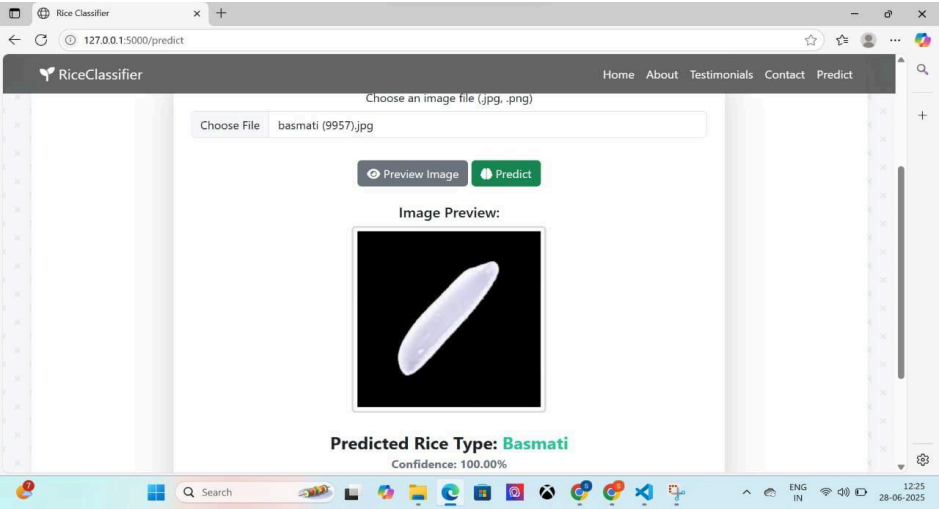 Rice Classifier
127.0.0.1:5000/predict
RiceClassifier
Home About Testimonials Contact Predict
Choose an image file (.jpg, .png)
Choose File basmati (9957).jpg
Preview Image Predict
Image Preview:
Predicted Rice Type: Basmati
Confidence: 100.00%
7
Search
ENG
IN
12:25
28-06-2025